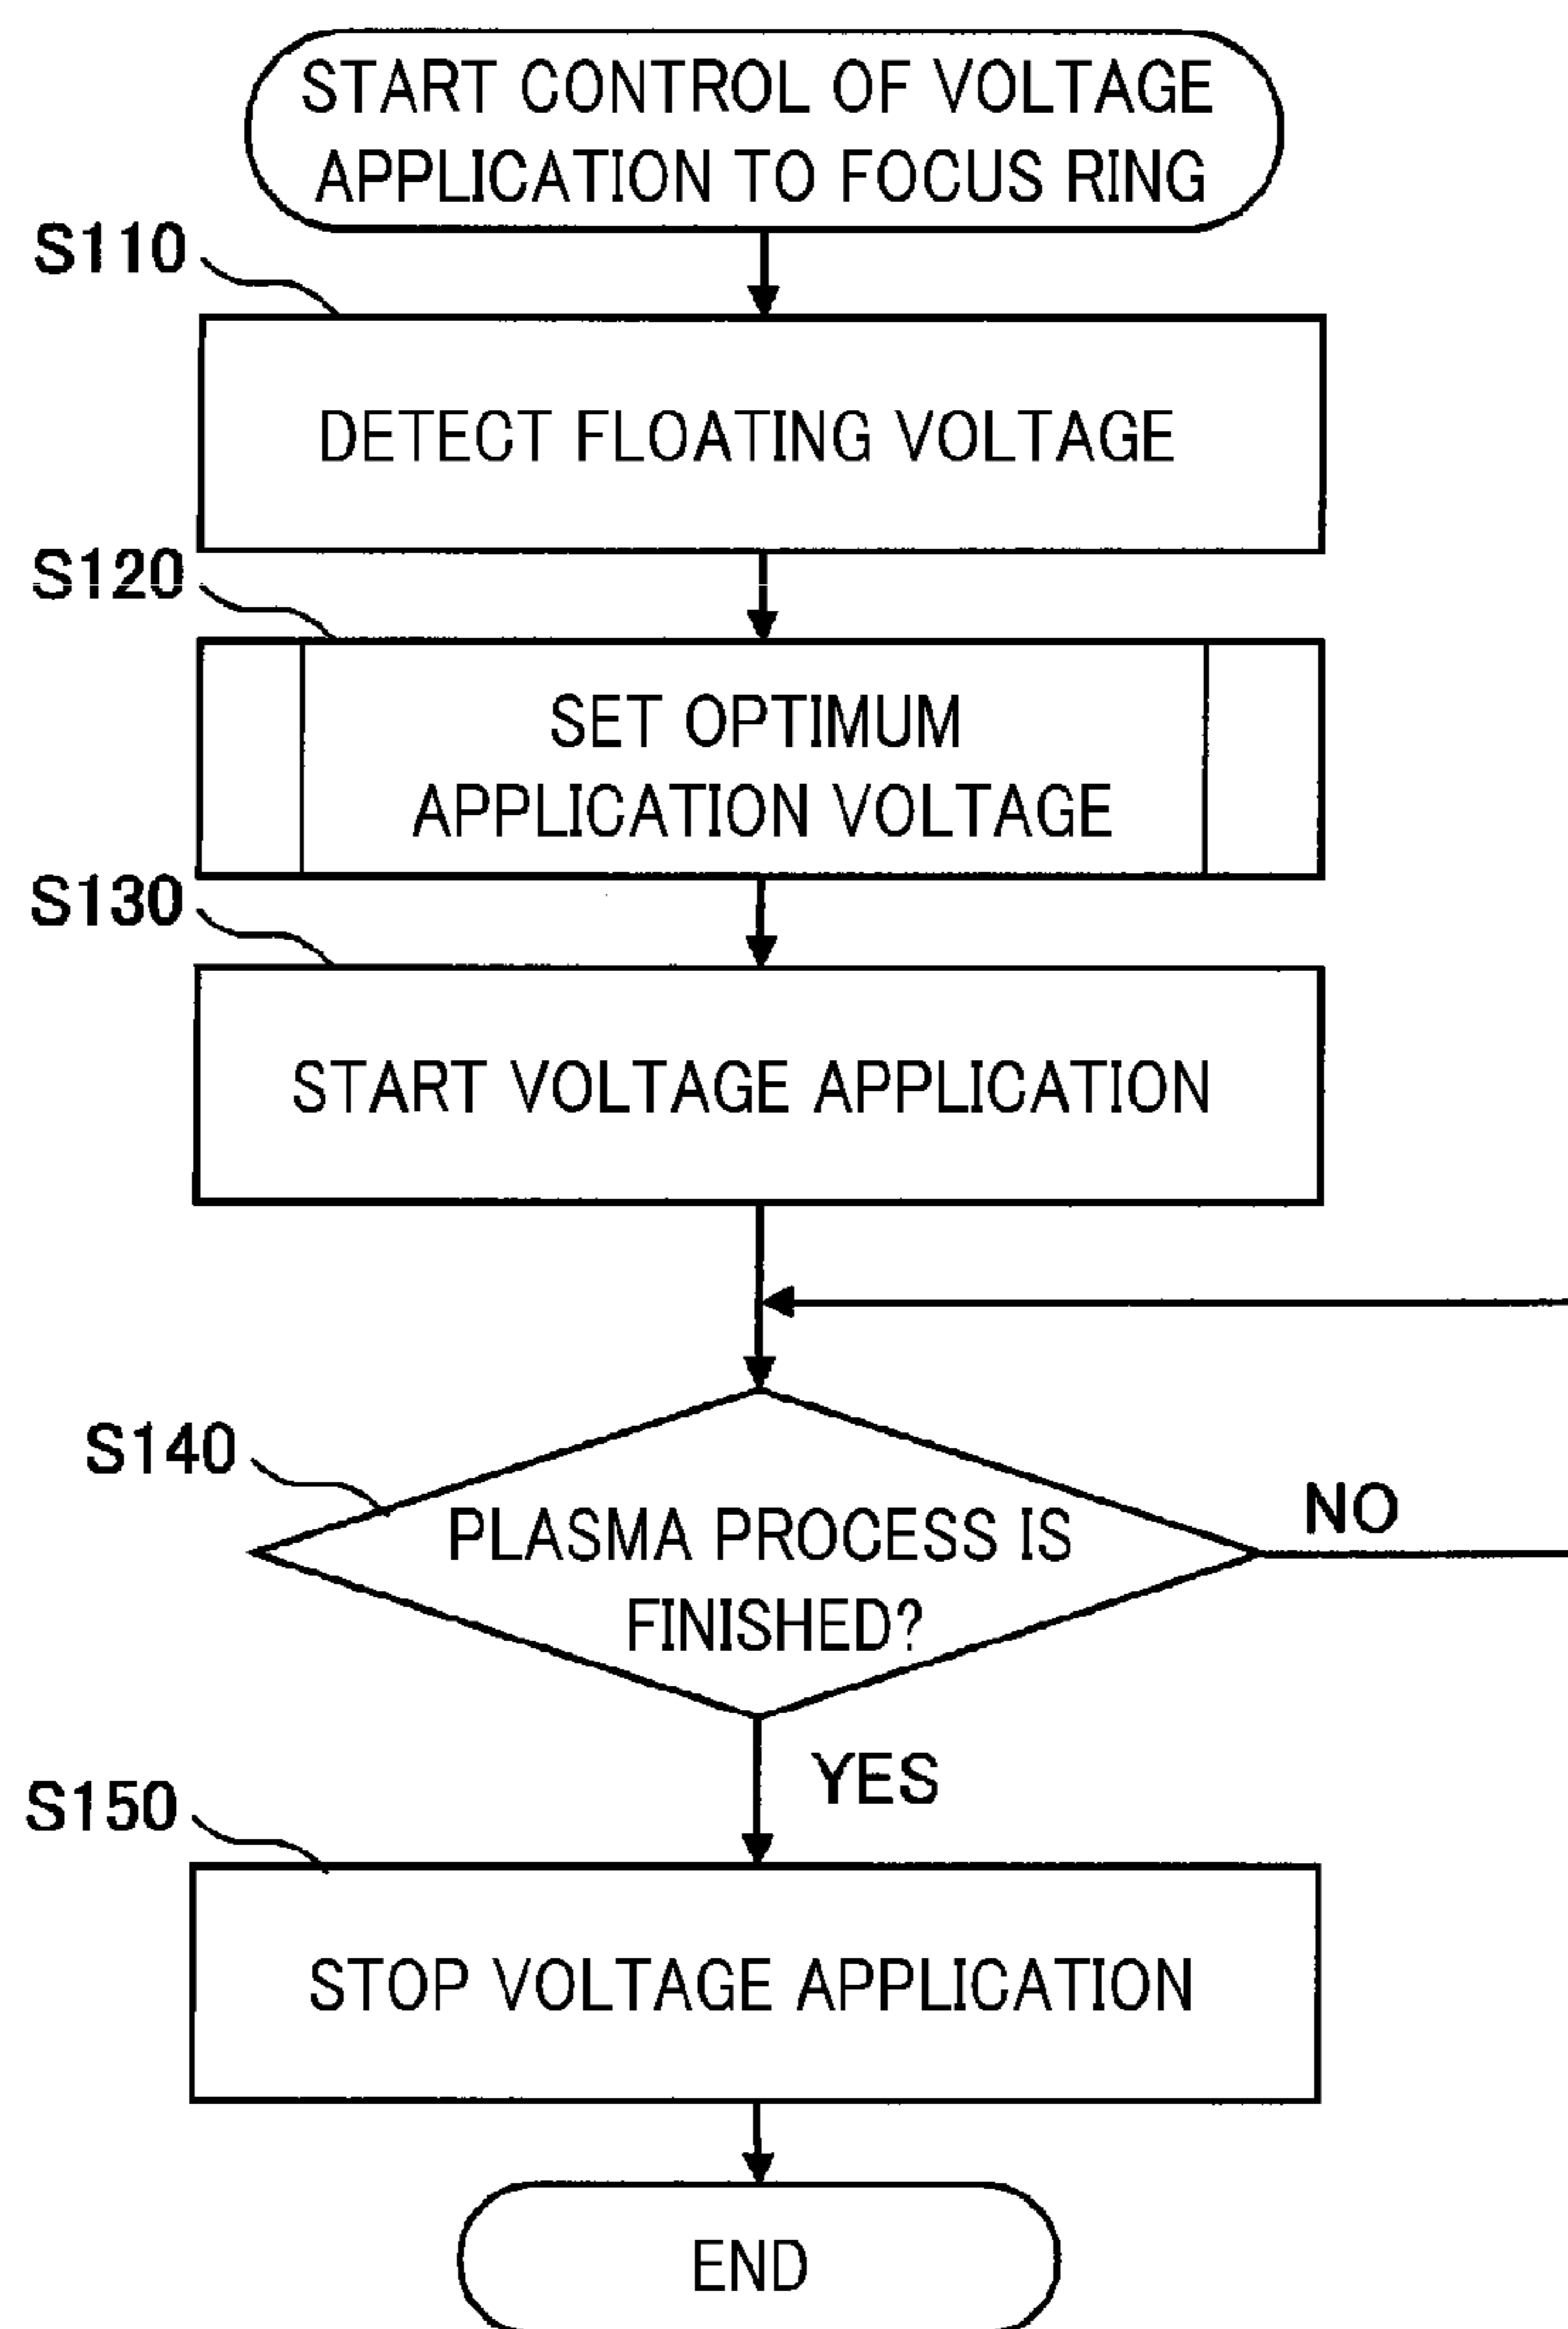 START CONTROL OF VOLTAGE
APPLICATION TO FOCUS RING
S110
DETECT FLOATING VOLTAGE
S120
SET OPTIMUM
APPLICATION VOLTAGE
S130
START VOLTAGE APPLICATION
S140
PLASMA PROCESS IS
FINISHED?
NO
YES
S150
STOP VOLTAGE APPLICATION
END